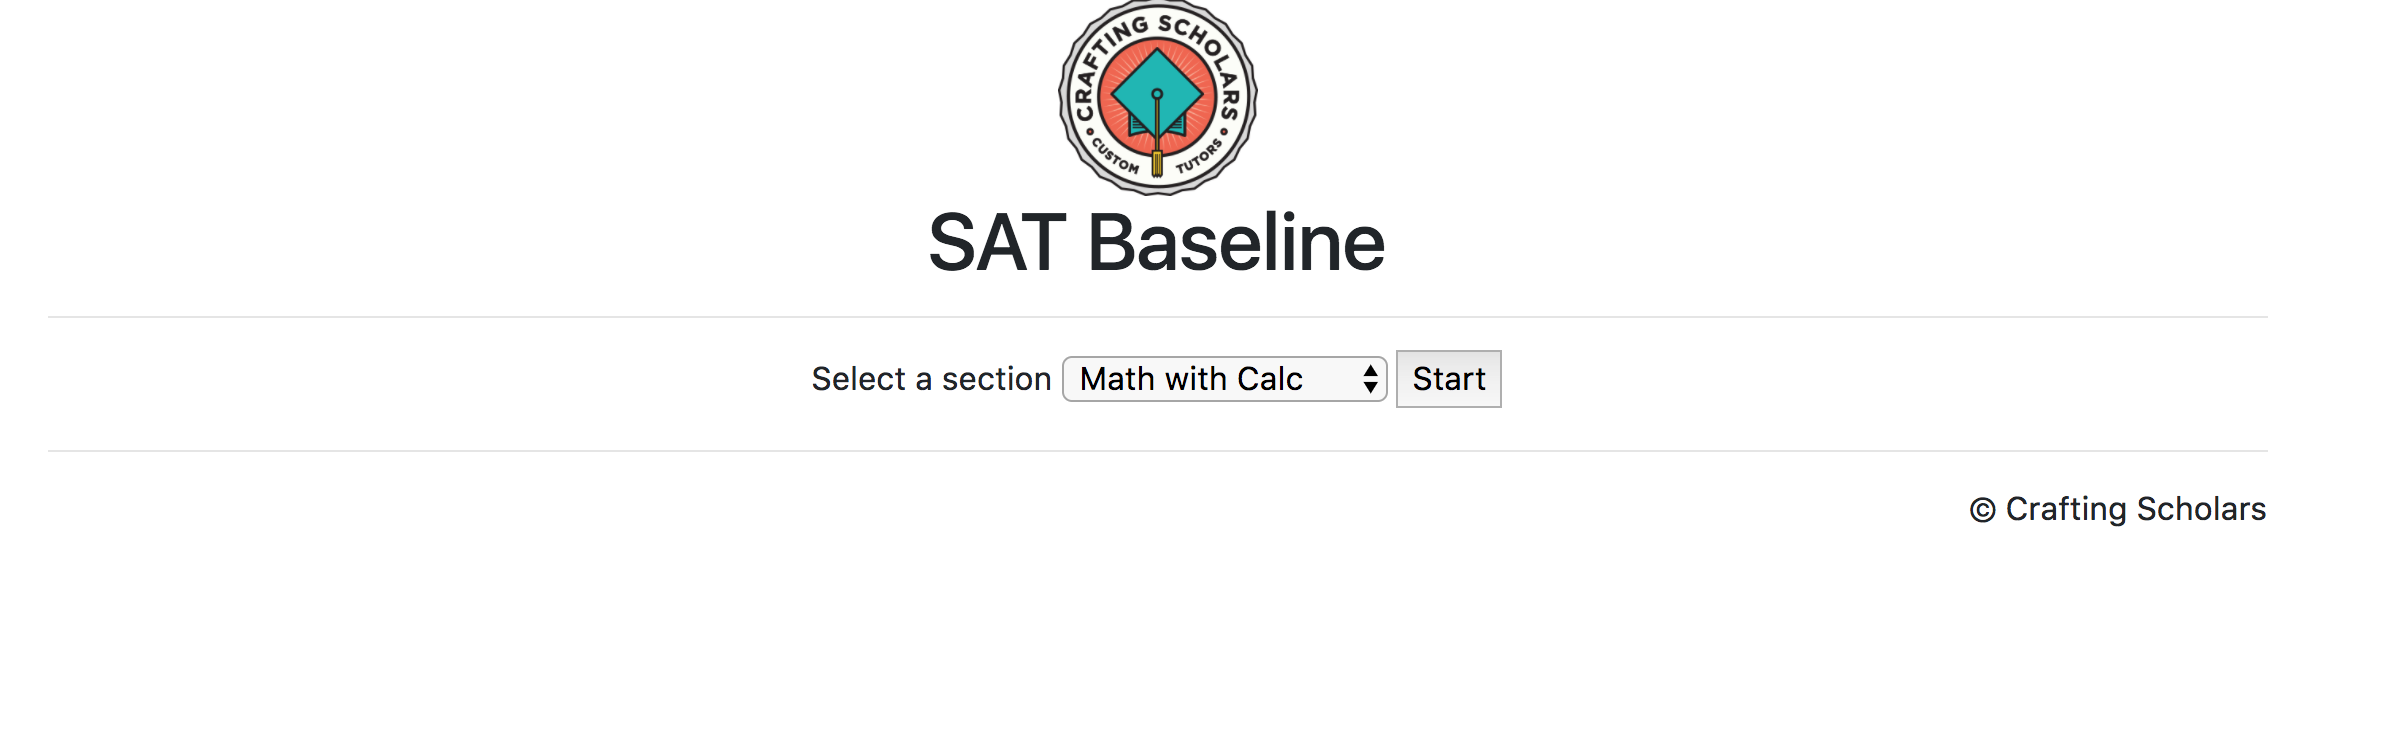 CRAFTING SCHOLARS
CUSTOM TUTORS
SAT Baseline
Select a section Math with Calc Start
© Crafting Scholars